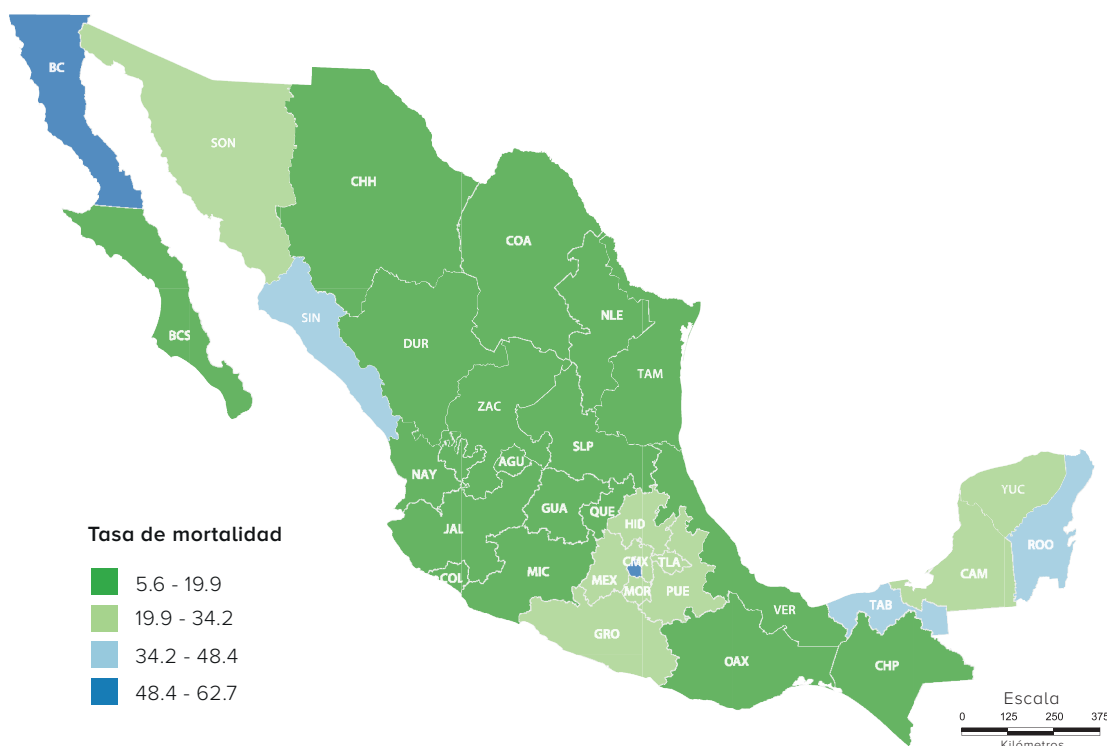 BC
SON
CHH
COA
SIN
NLE
BCS
DUR
TAM
ZAC
SLP
AGU
NAY
YUC
GUA
QUE
HID
JAL
ROO
CMX
TLA
MIC
CAM
COL
MEX
MOR
PUE
TAB
VER
GRO
OAX
CHP
Tasa de mortalidad
5.6 - 19.9
19.9 - 34.2
34.2 - 48.4
48.4 - 62.7
Escala
0 125 250 375
Kilómetros